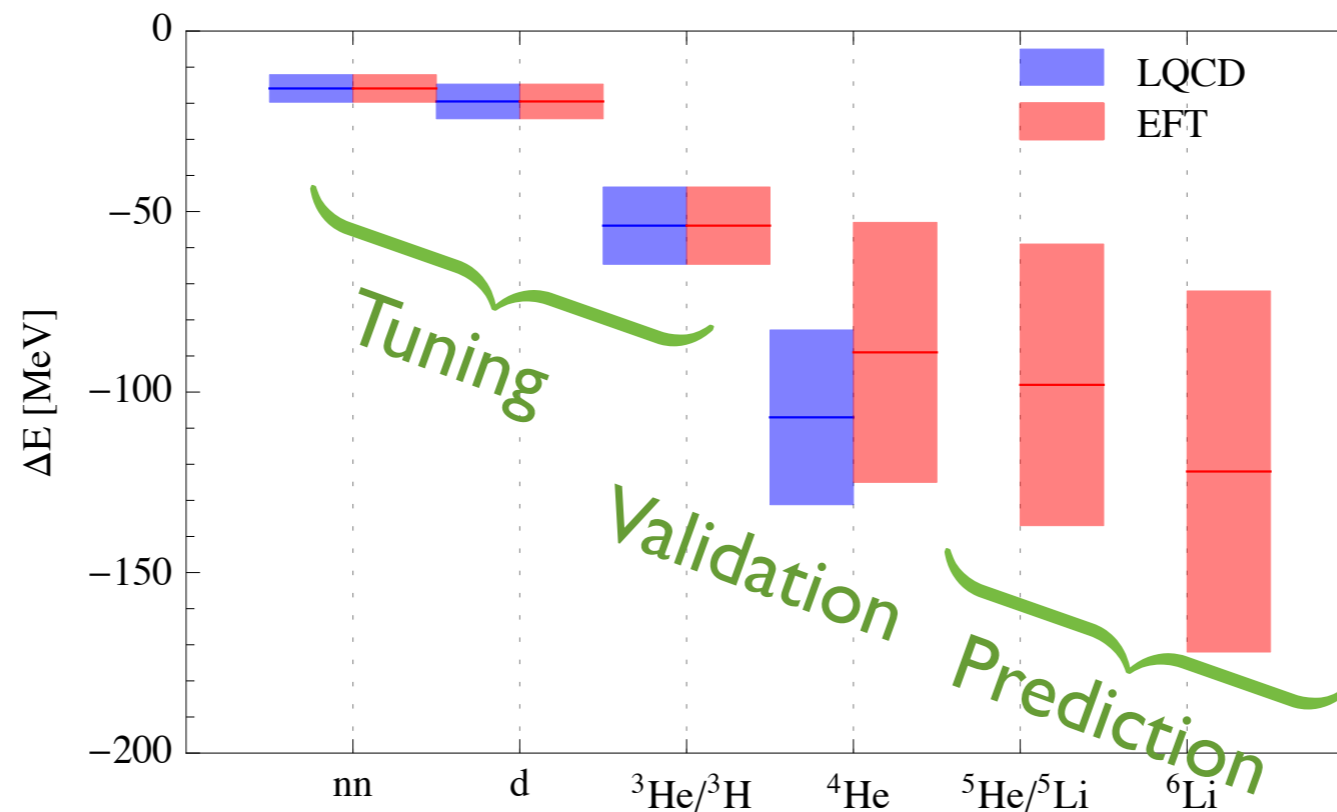 0
−50
−100
−150
−200
ΔE [MeV]
LQCD
EFT
Tuning
Validation
Prediction
nn
d
³He/³H
⁴He
⁵He/⁵Li
⁶Li